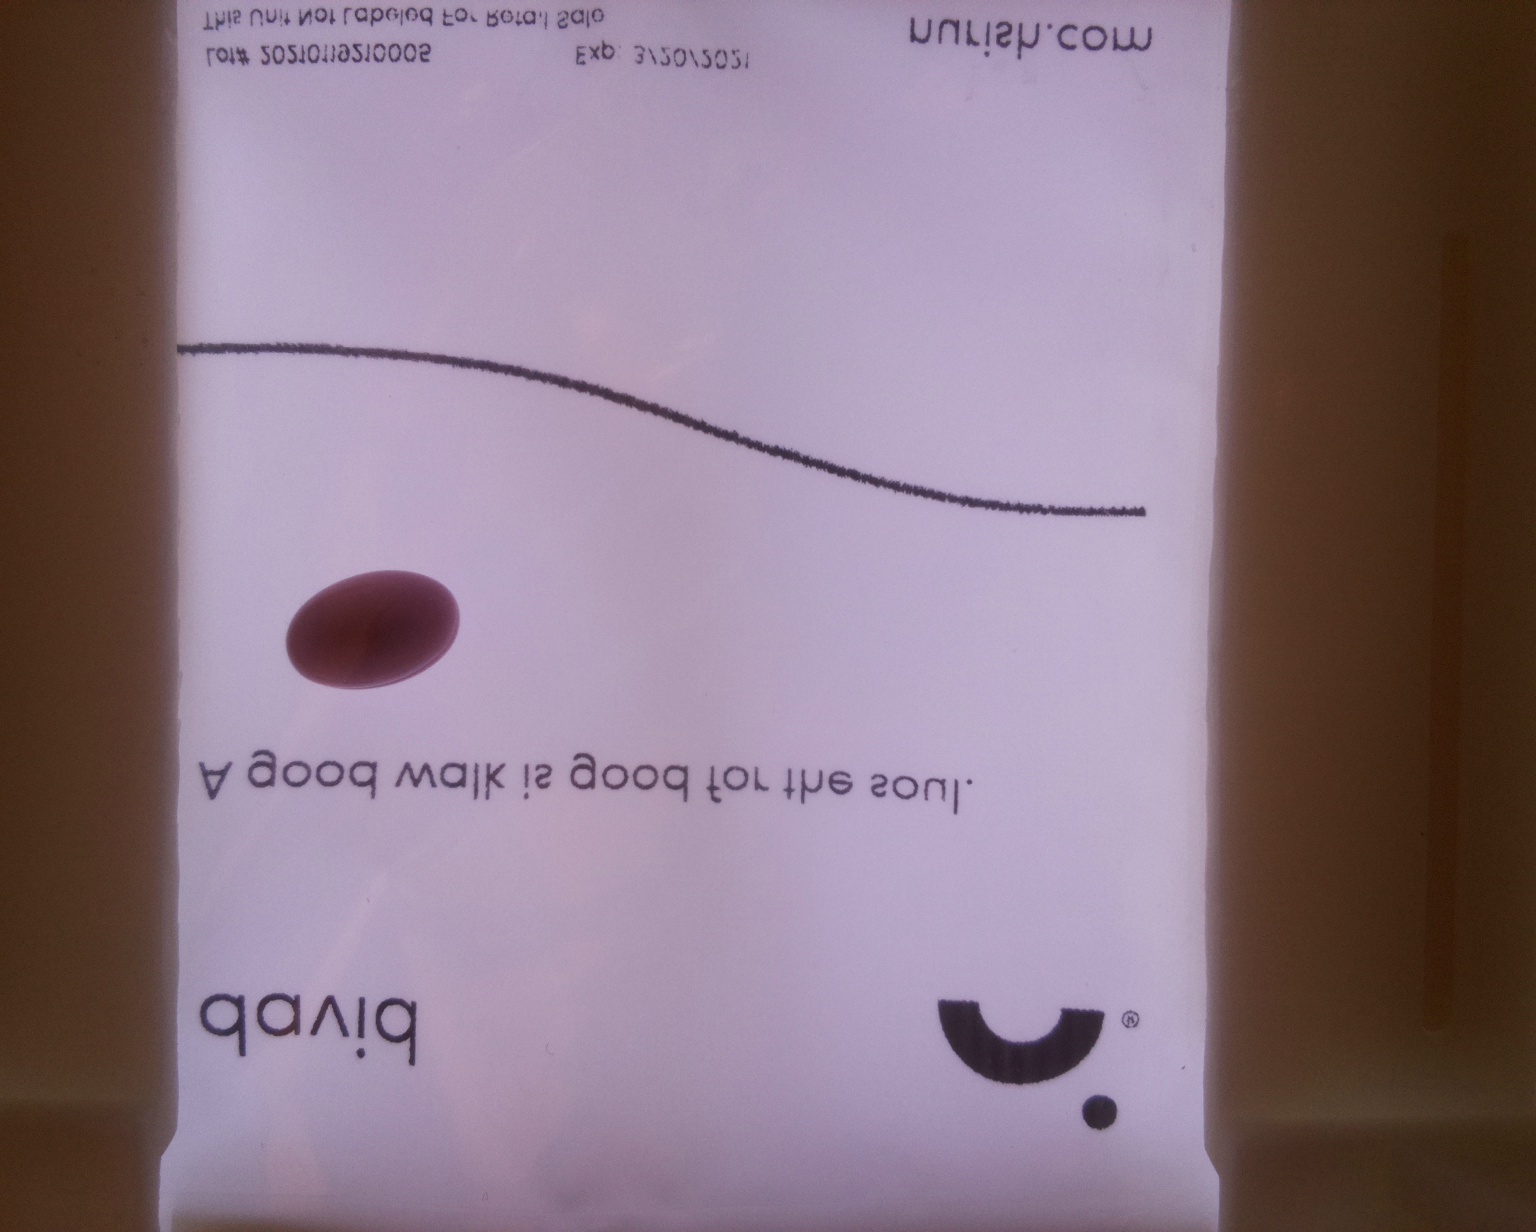 david
®
A good walk is good for the soul.
Lot# 20210119210005 Exp: 3/20/2021
This Unit Not Labeled For Retail Sale
nurish.com